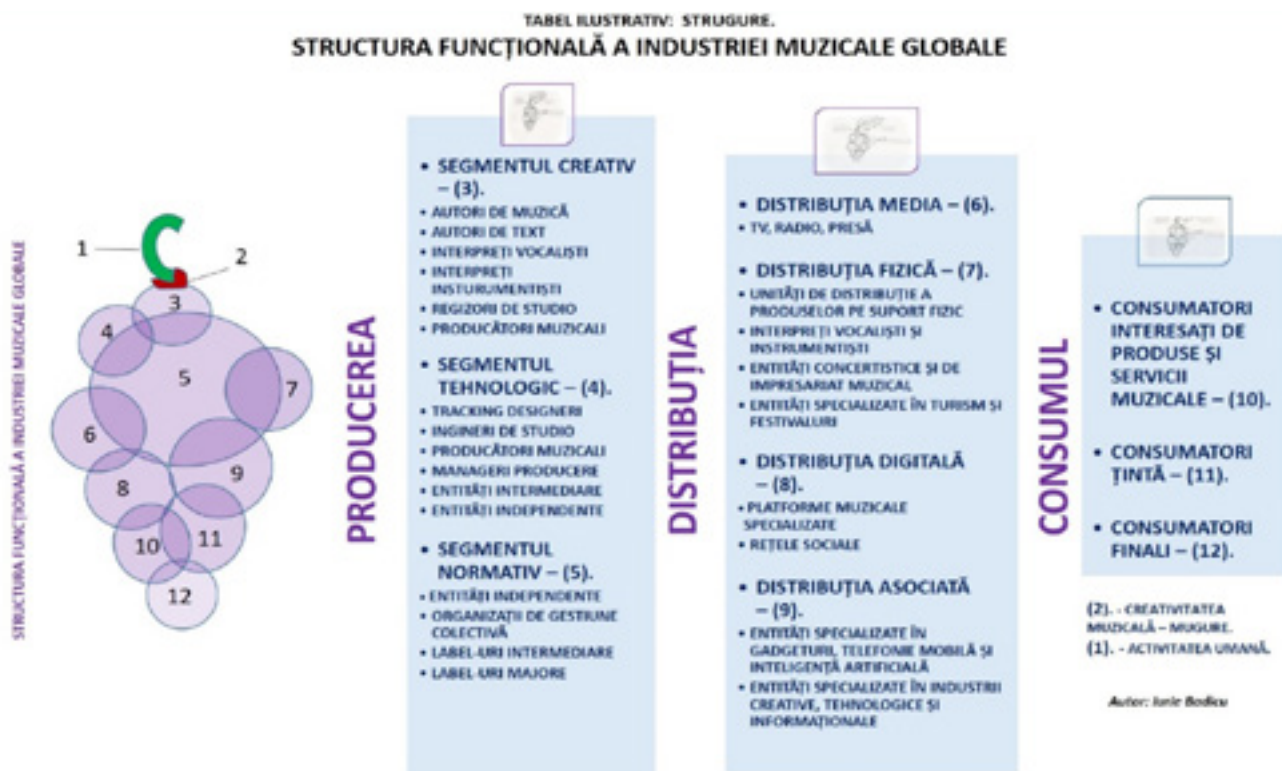 TABEL ILUSTRATIV: STRUGURE.
STRUCTURA FUNCȚIONALĂ A INDUSTRIEI MUZICALE GLOBALE
STRUCTURA FUNCȚIONALĂ A INDUSTRIEI MUZICALE GLOBALE
1
2
3
4
5
7
6
9
8
11
10
12
PRODUCEREA
• SEGMENTUL CREATIV
– (3).
• AUTORI DE MUZICĂ
• AUTORI DE TEXT
• INTERPREȚI VOCALIȘTI
• INTERPREȚI
INSTURUMENTIȘTI
• REGIZORI DE STUDIO
• PRODUCĂTORI MUZICALI
• SEGMENTUL
TEHNOLOGIC – (4).
• TRACKING DESIGNERI
• INGINERI DE STUDIO
• PRODUCĂTORI MUZICALI
• MANAGERI PRODUCERE
• ENTITĂȚI INTERMEDIARE
• ENTITĂȚI INDEPENDENTE
• SEGMENTUL
NORMATIV – (5).
• ENTITĂȚI INDEPENDENTE
• ORGANIZAȚII DE GESTIUNE
COLECTIVĂ
• LABEL-URI INTERMEDIARE
• LABEL-URI MAJORE
DISTRIBUȚIA
• DISTRIBUȚIA MEDIA – (6).
• TV, RADIO, PRESĂ
• DISTRIBUȚIA FIZICĂ – (7).
• UNITĂȚI DE DISTRIBUȚIE A
PRODUSELOR PE SUPORT FIZIC
• INTERPREȚI VOCALIȘTI ȘI
INSTRUMENTIȘTI
• ENTITĂȚI CONCERTISTICE ȘI DE
IMPRESARIAT MUZICAL
• ENTITĂȚI SPECIALIZATE ÎN TURISM ȘI
FESTIVALURI
• DISTRIBUȚIA DIGITALĂ
– (8).
• PLATFORME MUZICALE
SPECIALIZATE
• REȚELE SOCIALE
• DISTRIBUȚIA ASOCIATĂ
– (9).
• ENTITĂȚI SPECIALIZATE ÎN
GADGETURI, TELEFONIE MOBILĂ ȘI
INTELIGENȚĂ ARTIFICIALĂ
• ENTITĂȚI SPECIALIZATE ÎN INDUSTRII
CREATIVE, TEHNOLOGICE ȘI
INFORMAȚIONALE
CONSUMUL
• CONSUMATORI
INTERESAȚI DE
PRODUSE ȘI
SERVICII
MUZICALE – (10).
• CONSUMATORI
ȚINTĂ – (11).
• CONSUMATORI
FINALI – (12).
(2). - CREATIVITATEA
MUZICALĂ – MUGURE.
(1). - ACTIVITATEA UMANĂ.
Autor: